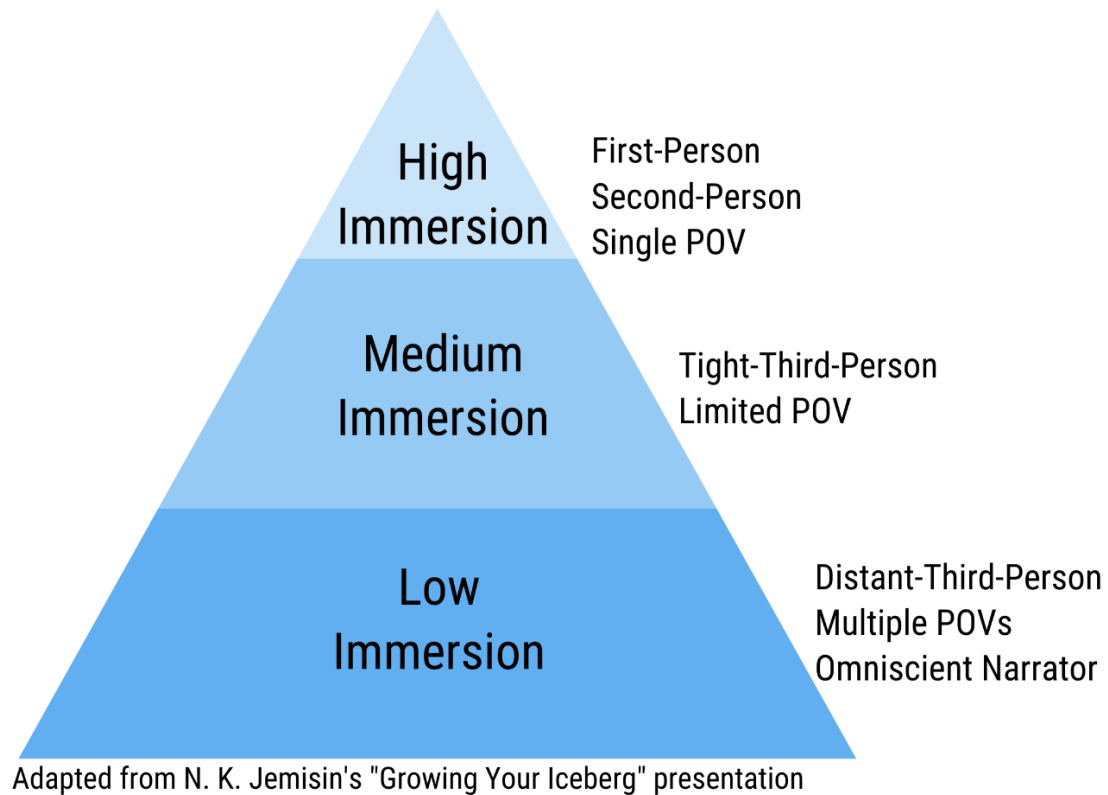 High
Immersion
First-Person
Second-Person
Single POV
Medium
Immersion
Tight-Third-Person
Limited POV
Low
Immersion
Distant-Third-Person
Multiple POVs
Omniscient Narrator
Adapted from N. K. Jemisin's "Growing Your Iceberg" presentation